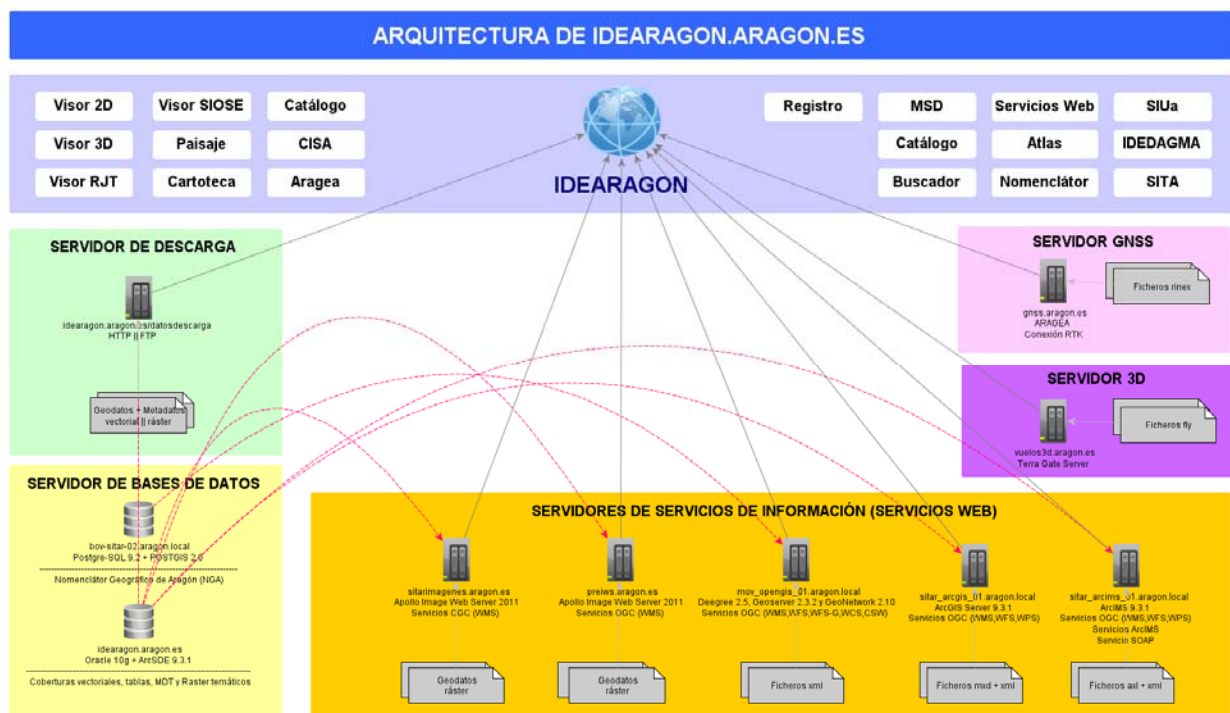 ARQUITECTURA DE IDEARAGON.ARAGON.ES
Visor 2D
Visor SIOSE
Catálogo
Visor 3D
Paisaje
CISA
Visor RJT
Cartoteca
Aragea
IDEARAGON
Registro
MSD
Servicios Web
SIUa
Catálogo
Atlas
IDEDAGMA
Buscador
Nomenclátor
SITA
SERVIDOR DE DESCARGA
idearagon.aragon.es/datosdescarga
HTTP || FTP
Geodatos + Metadatos
vectorial || ráster
SERVIDOR GNSS
gnss.aragon.es
ARAGEA
Conexión RTK
Ficheros rinex
SERVIDOR 3D
vuelos3d.aragon.es
Terra Gate Server
Ficheros fly
SERVIDOR DE BASES DE DATOS
bov-sitar-02.aragon.local
Postgre-SQL 9.2 + POSTGIS 2.0
Nomenclátor Geográfico de Aragón (NGA)
idearagon.aragon.es
Oracle 10g + ArcSDE 9.3.1
Coberturas vectoriales, tablas, MDT y Raster temáticos
SERVIDORES DE SERVICIOS DE INFORMACIÓN (SERVICIOS WEB)
sitarimagenes.aragon.es
Apollo Image Web Server 2011
Servicios CGC (WMS)
Geodatos
ráster
preiws.aragon.es
Apollo Image Web Server 2011
Servicios OGC (WMS)
Geodatos
ráster
mov_opengis_01.aragon.local
Deegree 2.5, Geoserver 2.3.2 y GeoNetwork 2.10
Servicios OGC (WMS,WFS,WFS-G,WCS,CSW)
Ficheros xml
sitar_arcgis_01.aragon.local
ArcGIS Server 9.3.1
Servicios OGC (WMS,WFS,WPS)
Ficheros mxd + xml
sitar_arcims_01.aragon.local
ArcIMS 9.3.1
Servicios OGC (WMS,WFS,WPS)
Servicios ArcIMS
Servicio SOAP
Ficheros axl + xml